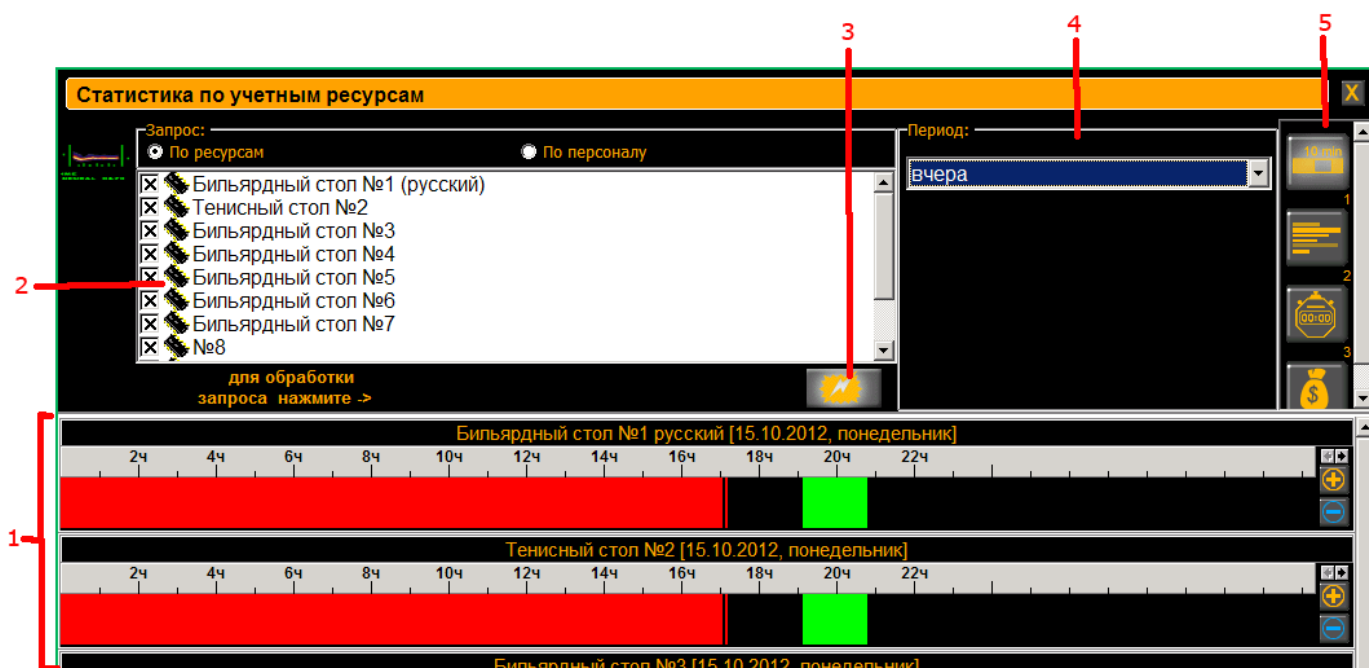 3 4 5
Статистика по учетным ресурсам X
Запрос: Период:
По ресурсам По персоналу
10 min
вчера
Бильярдный стол №1 (русский)
1
Тенисный стол №2
Бильярдный стол №3
Бильярдный стол №4
Бильярдный стол №5
2
2
Бильярдный стол №6
Бильярдный стол №7
00:00
№8
3
для обработки
запроса нажмите ->
$
Бильярдный стол №1 русский [15.10.2012, понедельник]
2ч 4ч 6ч 8ч 10ч 12ч 14ч 16ч 18ч 20ч 22ч
1
Тенисный стол №2 [15.10.2012, понедельник]
2ч 4ч 6ч 8ч 10ч 12ч 14ч 16ч 18ч 20ч 22ч
Бильярдный стол №3 [15.10.2012, понедельник]